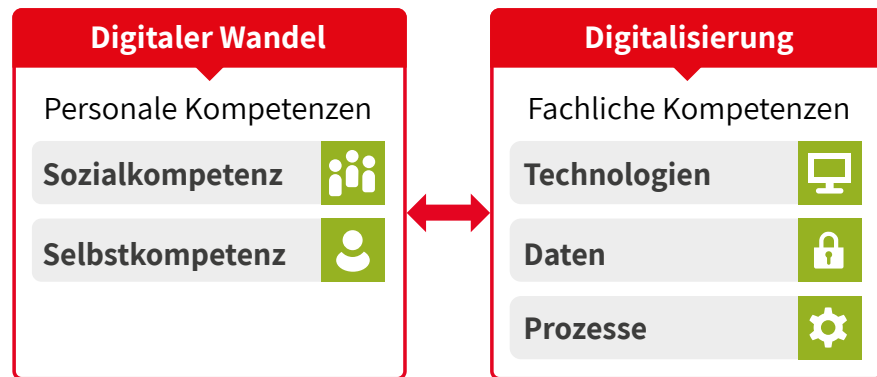 Digitaler Wandel
Personale Kompetenzen
Sozialkompetenz
Selbstkompetenz
Digitalisierung
Fachliche Kompetenzen
Technologien
Daten
Prozesse